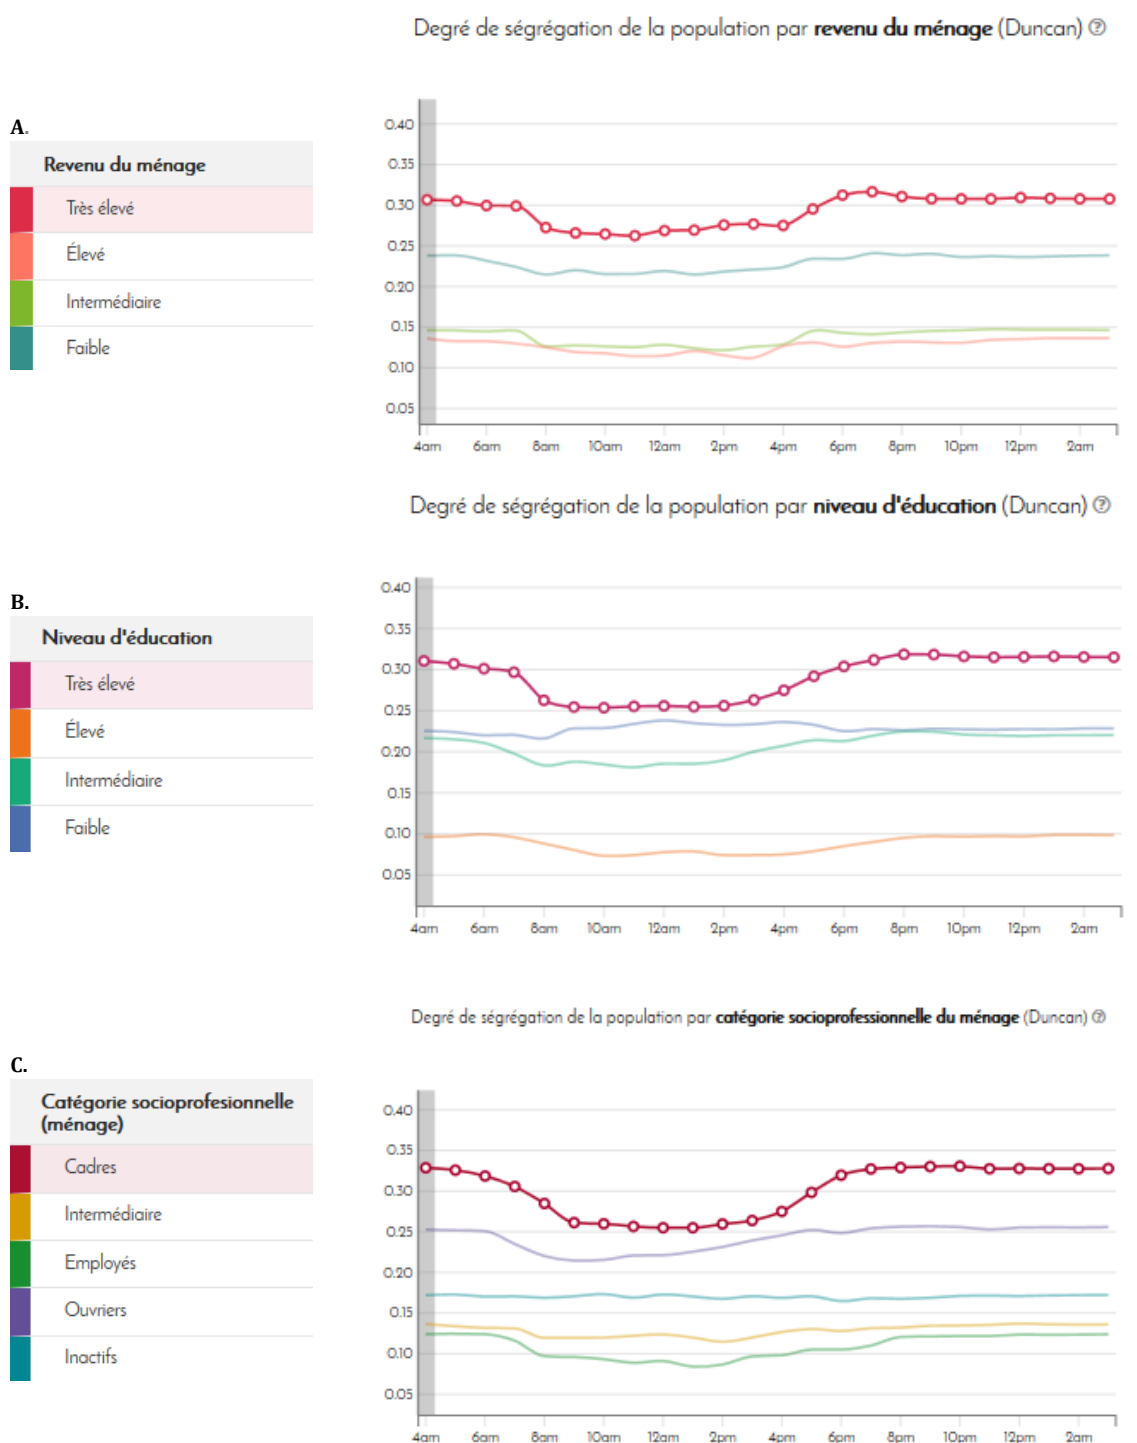 Degré de ségrégation de la population par revenu du ménage (Duncan) ?
A.
Revenu du ménage
Très élevé
Élevé
Intermédiaire
Faible
0.40
0.35
0.30
0.25
0.20
0.15
0.10
0.05
4am 6am 8am 10am 12am 2pm 4pm 6pm 8pm 10pm 12pm 2am
Degré de ségrégation de la population par niveau d'éducation (Duncan) ?
B.
Niveau d'éducation
Très élevé
Élevé
Intermédiaire
Faible
0.40
0.35
0.30
0.25
0.20
0.15
0.10
0.05
4am 6am 8am 10am 12am 2pm 4pm 6pm 8pm 10pm 12pm 2am
Degré de ségrégation de la population par catégorie socioprofessionnelle du ménage (Duncan) ?
C.
Catégorie socioprofesionnelle
(ménage)
Cadres
Intermédiaire
Employés
Ouvriers
Inactifs
0.40
0.35
0.30
0.25
0.20
0.15
0.10
0.05
4am 6am 8am 10am 12am 2pm 4pm 6pm 8pm 10pm 12pm 2am